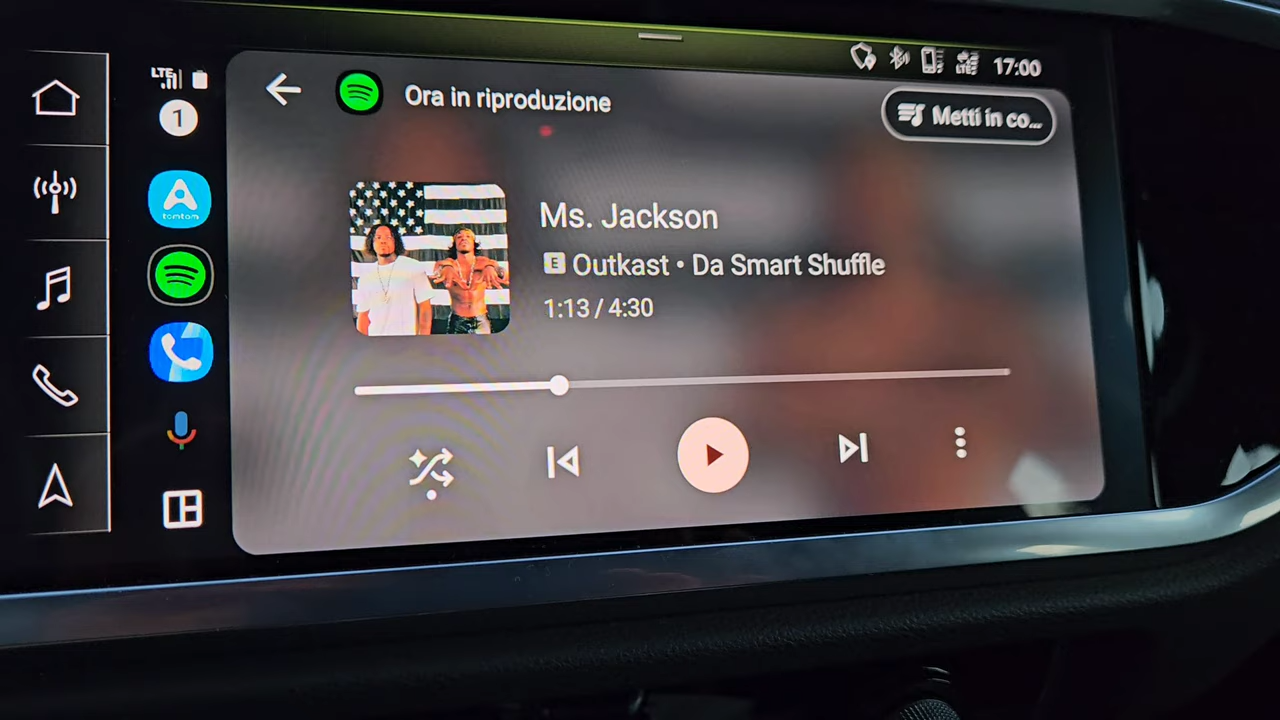 LTE
1
tomtom
Ora in riproduzione
LTE
17:00
Metti in co...
Ms. Jackson
E Outkast • Da Smart Shuffle
1:13 / 4:30